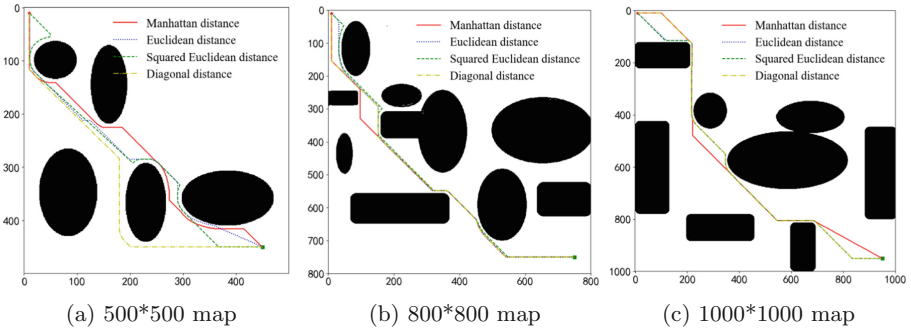 Manhattan distance
Euclidean distance
Squared Euclidean distance
Diagonal distance
0
100
200
300
400
0 100 200 300 400
(a) 500*500 map
Manhattan distance
Euclidean distance
Squared Euclidean distance
Diagonal distance
0
100
200
300
400
500
600
700
800
0 200 400 600 800
(b) 800*800 map
Manhattan distance
Euclidean distance
Squared Euclidean distance
Diagonal distance
0
200
400
600
800
1000
0 200 400 600 800 1000
(c) 1000*1000 map